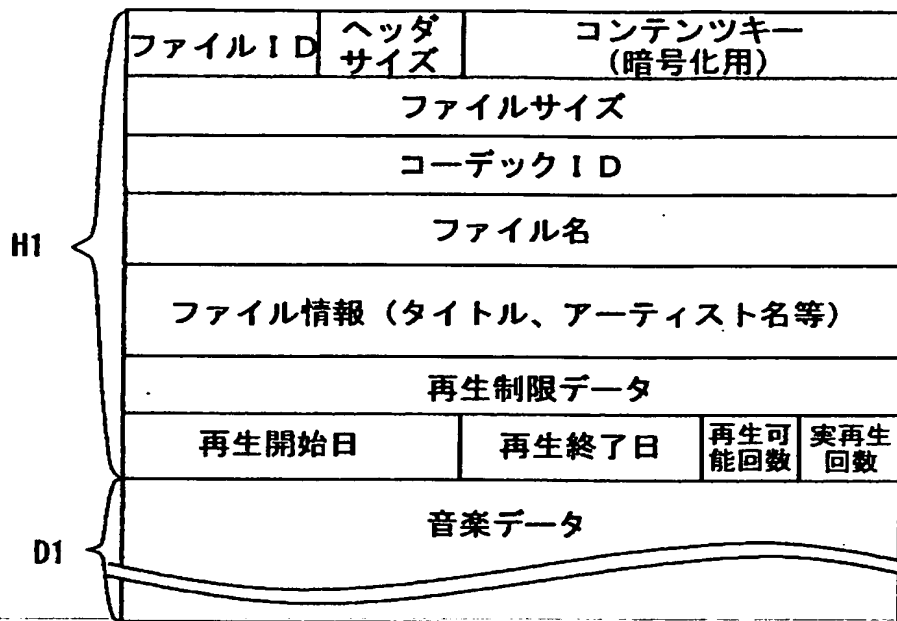 ファイルＩＤ
ヘッダ
サイズ
コンテンツキー
(暗号化用)
ファイルサイズ
コーデックＩＤ
ファイル名
H1
ファイル情報（タイトル、アーティスト名等）
再生制限データ
再生開始日
再生終了日
再生可
能回数
実再生
回数
音楽データ
D1